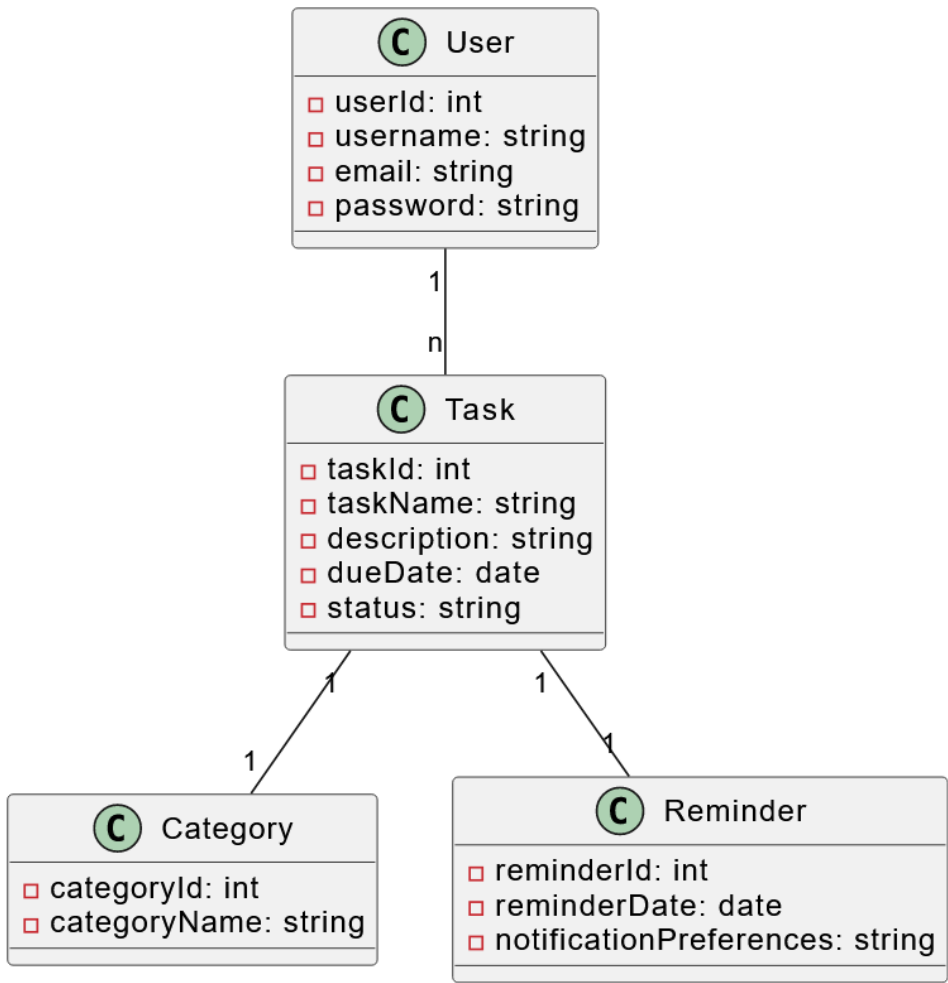 C User
userId: int
username: string
email: string
password: string
1
n
C Task
taskId: int
taskName: string
description: string
dueDate: date
status: string
1
1
1
1
C Category
categoryId: int
categoryName: string
C Reminder
reminderId: int
reminderDate: date
notificationPreferences: string